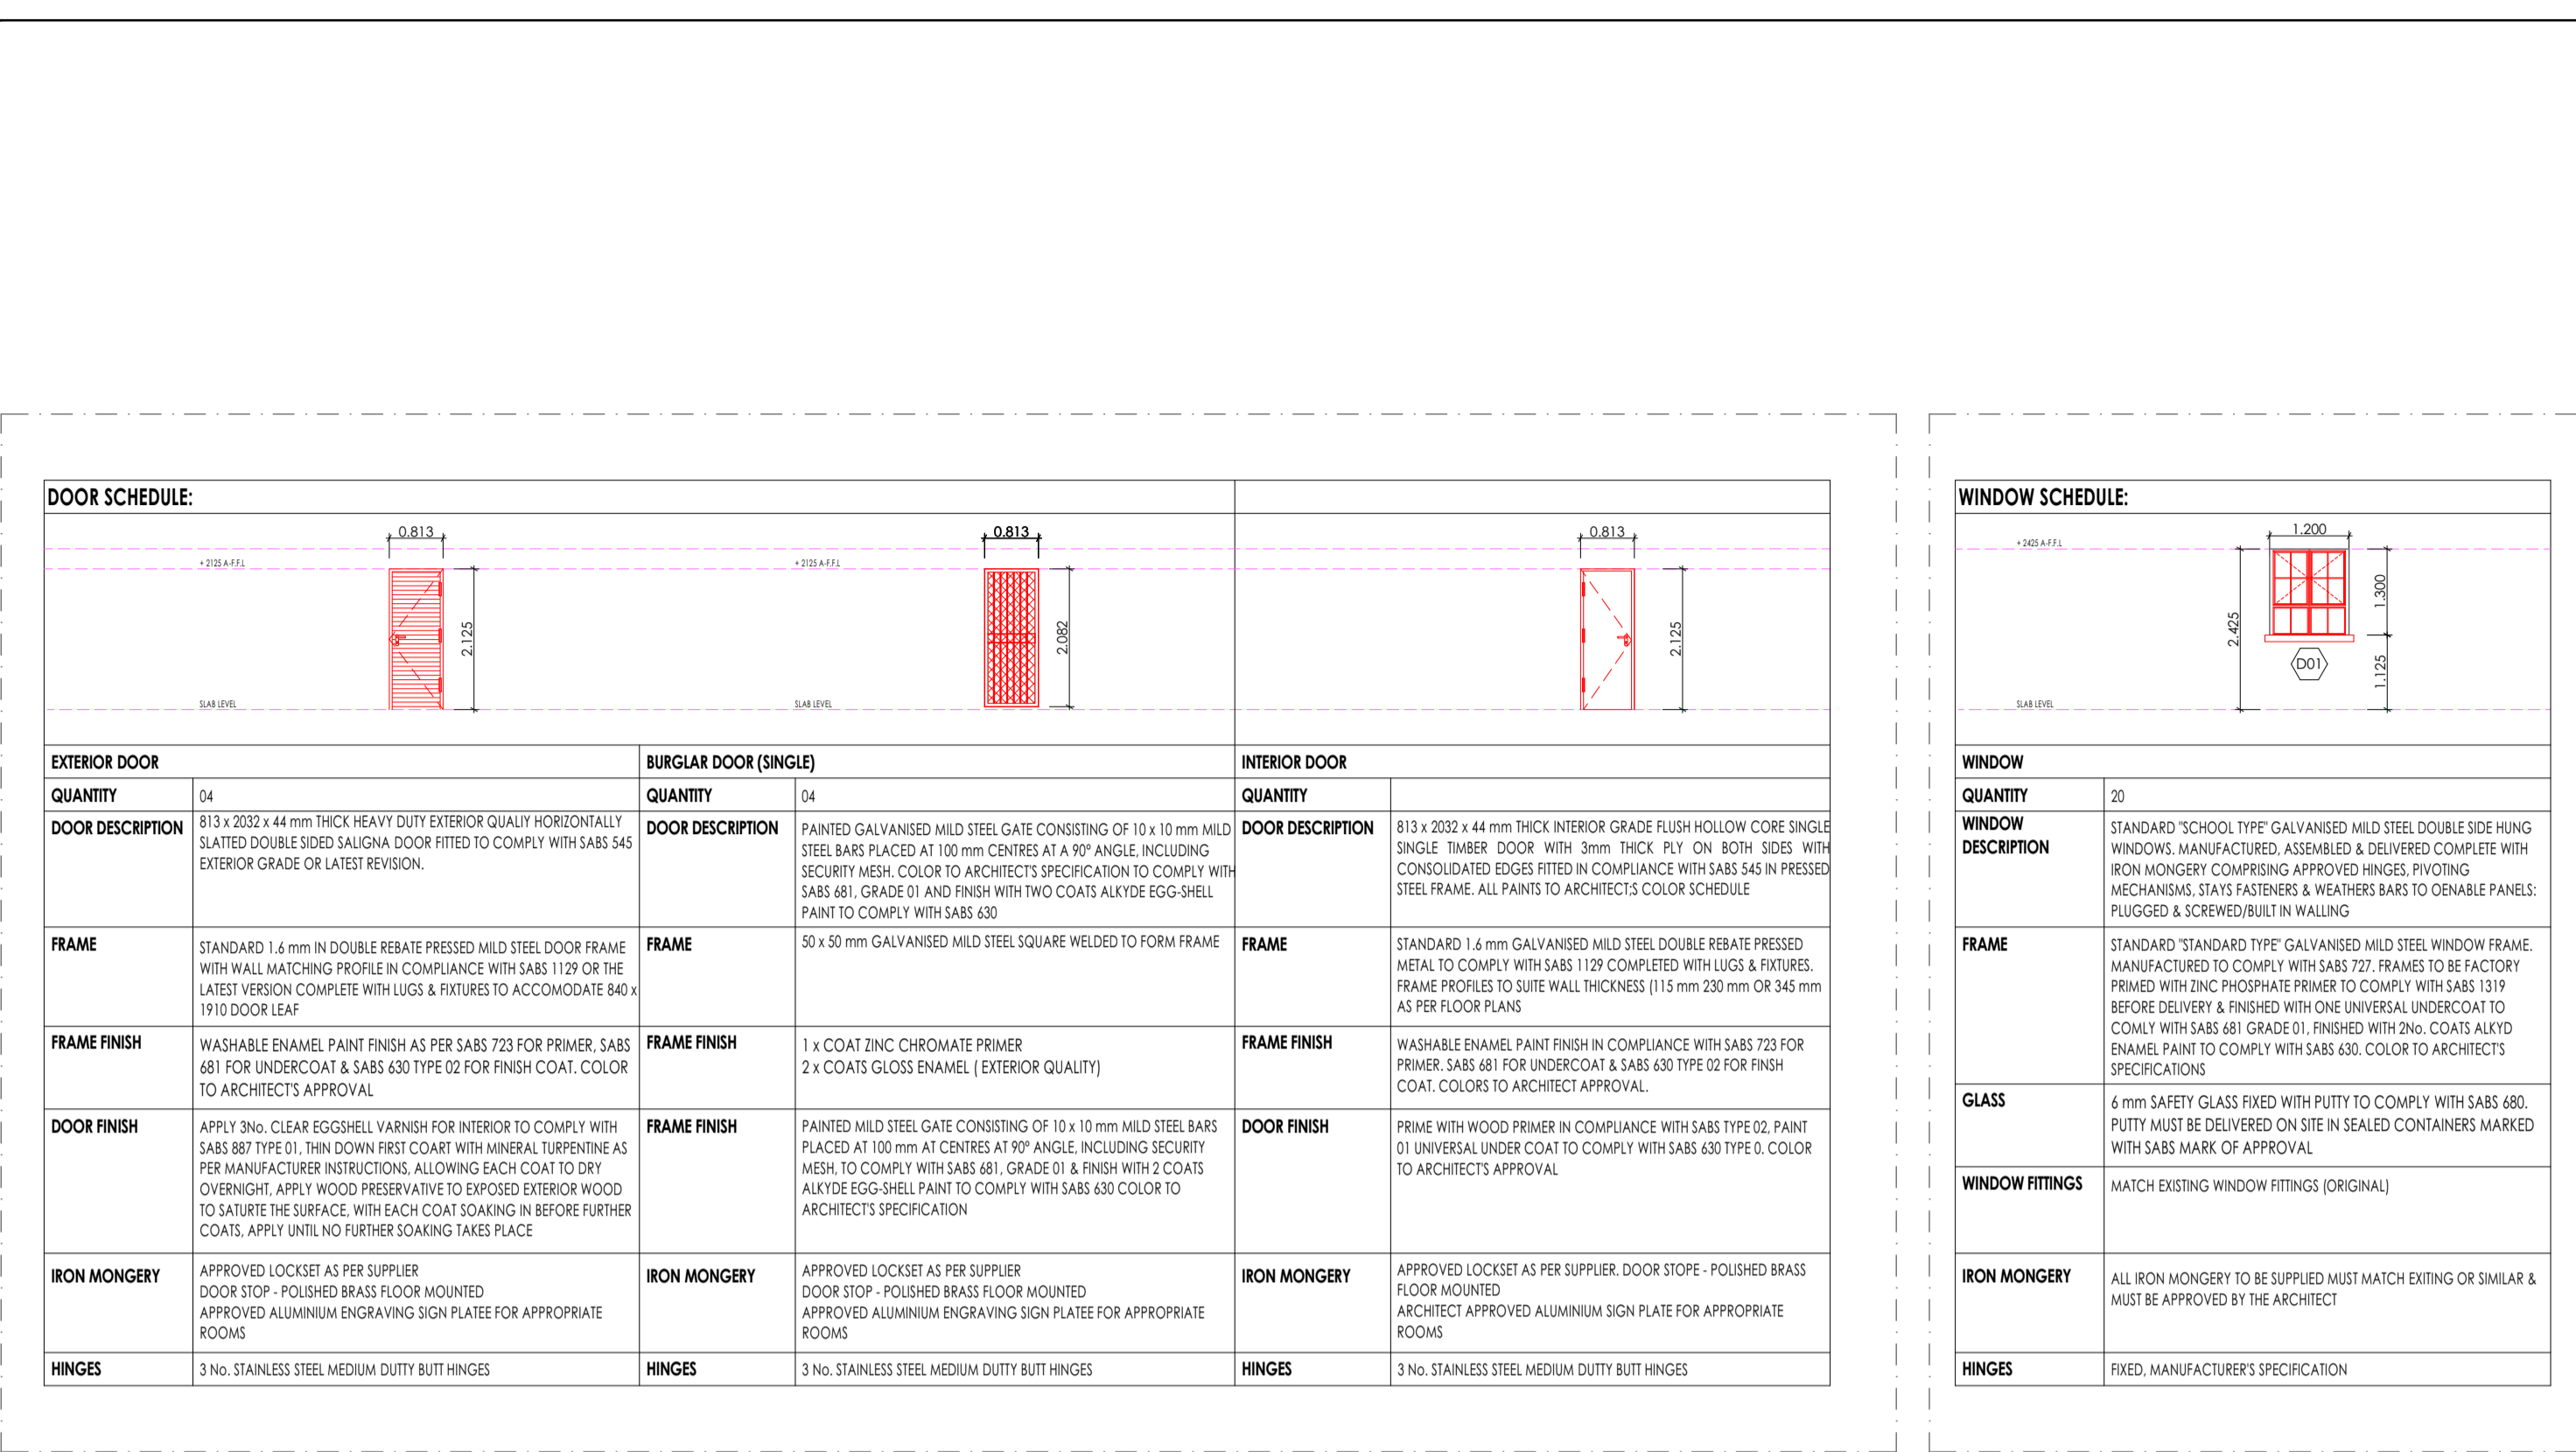 DOOR SCHEDULE:
0.813
+ 2125 A-F.F.L
2.125
SLAB LEVEL
0.813
+ 2125 A-F.F.L
2.082
SLAB LEVEL
0.813
2.125
EXTERIOR DOOR
QUANTITY
04
DOOR DESCRIPTION
813 x 2032 x 44 mm THICK HEAVY DUTY EXTERIOR QUALIY HORIZONTALLY
SLATTED DOUBLE SIDED SALIGNA DOOR FITTED TO COMPLY WITH SABS 545
EXTERIOR GRADE OR LATEST REVISION.
FRAME
STANDARD 1.6 mm IN DOUBLE REBATE PRESSED MILD STEEL DOOR FRAME
WITH WALL MATCHING PROFILE IN COMPLIANCE WITH SABS 1129 OR THE
LATEST VERSION COMPLETE WITH LUGS & FIXTURES TO ACCOMODATE 840 x
1910 DOOR LEAF
FRAME FINISH
WASHABLE ENAMEL PAINT FINISH AS PER SABS 723 FOR PRIMER, SABS
681 FOR UNDERCOAT & SABS 630 TYPE 02 FOR FINISH COAT. COLOR
TO ARCHITECT'S APPROVAL
DOOR FINISH
APPLY 3No. CLEAR EGGSHELL VARNISH FOR INTERIOR TO COMPLY WITH
SABS 887 TYPE 01, THIN DOWN FIRST COART WITH MINERAL TURPENTINE AS
PER MANUFACTURER INSTRUCTIONS, ALLOWING EACH COAT TO DRY
OVERNIGHT, APPLY WOOD PRESERVATIVE TO EXPOSED EXTERIOR WOOD
TO SATURTE THE SURFACE, WITH EACH COAT SOAKING IN BEFORE FURTHER
COATS, APPLY UNTIL NO FURTHER SOAKING TAKES PLACE
IRON MONGERY
APPROVED LOCKSET AS PER SUPPLIER
DOOR STOP - POLISHED BRASS FLOOR MOUNTED
APPROVED ALUMINIUM ENGRAVING SIGN PLATEE FOR APPROPRIATE
ROOMS
HINGES
3 No. STAINLESS STEEL MEDIUM DUTTY BUTT HINGES
BURGLAR DOOR (SINGLE)
QUANTITY
04
DOOR DESCRIPTION
PAINTED GALVANISED MILD STEEL GATE CONSISTING OF 10 x 10 mm MILD
STEEL BARS PLACED AT 100 mm CENTRES AT A 90º ANGLE, INCLUDING
SECURITY MESH. COLOR TO ARCHITECT'S SPECIFICATION TO COMPLY WITH
SABS 681, GRADE 01 AND FINISH WITH TWO COATS ALKYDE EGG-SHELL
PAINT TO COMPLY WITH SABS 630
FRAME
50 x 50 mm GALVANISED MILD STEEL SQUARE WELDED TO FORM FRAME
FRAME FINISH
1 x COAT ZINC CHROMATE PRIMER
2 x COATS GLOSS ENAMEL ( EXTERIOR QUALITY)
FRAME FINISH
PAINTED MILD STEEL GATE CONSISTING OF 10 x 10 mm MILD STEEL BARS
PLACED AT 100 mm AT CENTRES AT 90º ANGLE, INCLUDING SECURITY
MESH, TO COMPLY WITH SABS 681, GRADE 01 & FINISH WITH 2 COATS
ALKYDE EGG-SHELL PAINT TO COMPLY WITH SABS 630 COLOR TO
ARCHITECT'S SPECIFICATION
IRON MONGERY
APPROVED LOCKSET AS PER SUPPLIER
DOOR STOP - POLISHED BRASS FLOOR MOUNTED
APPROVED ALUMINIUM ENGRAVING SIGN PLATEE FOR APPROPRIATE
ROOMS
HINGES
3 No. STAINLESS STEEL MEDIUM DUTTY BUTT HINGES
INTERIOR DOOR
QUANTITY
DOOR DESCRIPTION
813 x 2032 x 44 mm THICK INTERIOR GRADE FLUSH HOLLOW CORE SINGLE
SINGLE TIMBER DOOR WITH 3mm THICK PLY ON BOTH SIDES WITH
CONSOLIDATED EDGES FITTED IN COMPLIANCE WITH SABS 545 IN PRESSED
STEEL FRAME. ALL PAINTS TO ARCHITECT;S COLOR SCHEDULE
FRAME
STANDARD 1.6 mm GALVANISED MILD STEEL DOUBLE REBATE PRESSED
METAL TO COMPLY WITH SABS 1129 COMPLETED WITH LUGS & FIXTURES.
FRAME PROFILES TO SUITE WALL THICKNESS (115 mm 230 mm OR 345 mm
AS PER FLOOR PLANS
FRAME FINISH
WASHABLE ENAMEL PAINT FINISH IN COMPLIANCE WITH SABS 723 FOR
PRIMER. SABS 681 FOR UNDERCOAT & SABS 630 TYPE 02 FOR FINSH
COAT. COLORS TO ARCHITECT APPROVAL.
DOOR FINISH
PRIME WITH WOOD PRIMER IN COMPLIANCE WITH SABS TYPE 02, PAINT
01 UNIVERSAL UNDER COAT TO COMPLY WITH SABS 630 TYPE 0. COLOR
TO ARCHITECT'S APPROVAL
IRON MONGERY
APPROVED LOCKSET AS PER SUPPLIER. DOOR STOPE - POLISHED BRASS
FLOOR MOUNTED
ARCHITECT APPROVED ALUMINIUM SIGN PLATE FOR APPROPRIATE
ROOMS
HINGES
3 No. STAINLESS STEEL MEDIUM DUTTY BUTT HINGES
WINDOW SCHEDULE:
1.200
+ 2425 A-F.F.L
2.425
1.300
1.125
D01
SLAB LEVEL
WINDOW
QUANTITY
20
WINDOW
DESCRIPTION
STANDARD "SCHOOL TYPE" GALVANISED MILD STEEL DOUBLE SIDE HUNG
WINDOWS. MANUFACTURED, ASSEMBLED & DELIVERED COMPLETE WITH
IRON MONGERY COMPRISING APPROVED HINGES, PIVOTING
MECHANISMS, STAYS FASTENERS & WEATHERS BARS TO OENABLE PANELS:
PLUGGED & SCREWED/BUILT IN WALLING
FRAME
STANDARD "STANDARD TYPE" GALVANISED MILD STEEL WINDOW FRAME.
MANUFACTURED TO COMPLY WITH SABS 727. FRAMES TO BE FACTORY
PRIMED WITH ZINC PHOSPHATE PRIMER TO COMPLY WITH SABS 1319
BEFORE DELIVERY & FINISHED WITH ONE UNIVERSAL UNDERCOAT TO
COMLY WITH SABS 681 GRADE 01, FINISHED WITH 2No. COATS ALKYD
ENAMEL PAINT TO COMPLY WITH SABS 630. COLOR TO ARCHITECT'S
SPECIFICATIONS
GLASS
6 mm SAFETY GLASS FIXED WITH PUTTY TO COMPLY WITH SABS 680.
PUTTY MUST BE DELIVERED ON SITE IN SEALED CONTAINERS MARKED
WITH SABS MARK OF APPROVAL
WINDOW FITTINGS
MATCH EXISTING WINDOW FITTINGS (ORIGINAL)
IRON MONGERY
ALL IRON MONGERY TO BE SUPPLIED MUST MATCH EXITING OR SIMILAR &
MUST BE APPROVED BY THE ARCHITECT
HINGES
FIXED, MANUFACTURER'S SPECIFICATION